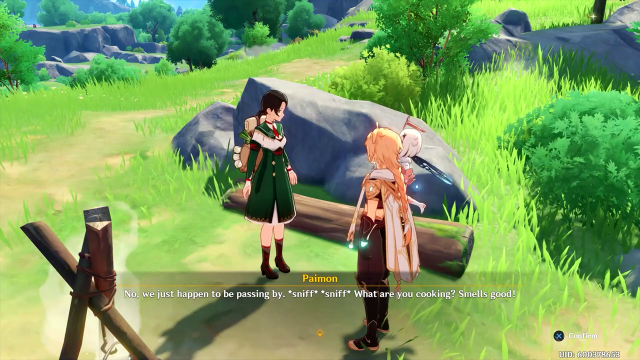 Paimon
No, we just happen to be passing by. *sniff* *sniff* What are you cooking? Smells good!
Confirm
UID: 600378453